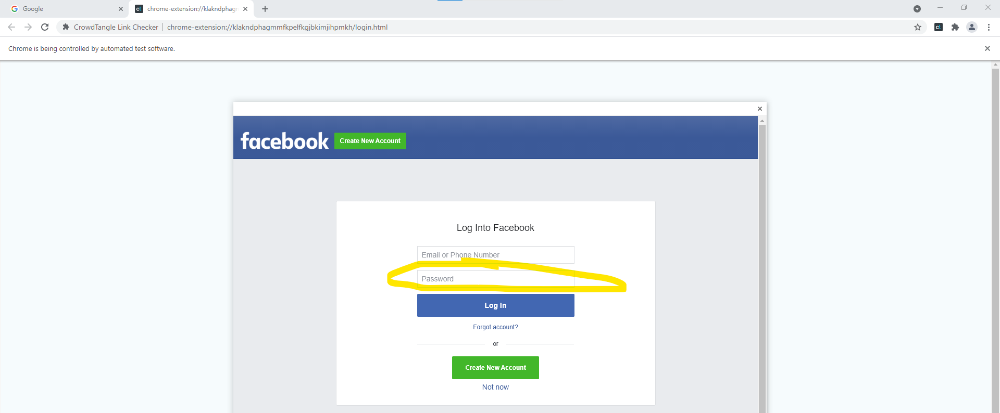 Google
chrome-extension://klakndphagm
CrowdTangle Link Checker | chrome-extension://klakndphagmmfkpelfkgjbkimjihpmkh/login.html
ct
Chrome is being controlled by automated test software.
facebook
Create New Account
Log Into Facebook
Email or Phone Number
Password
Log In
Forgot account?
or
Create New Account
Not now